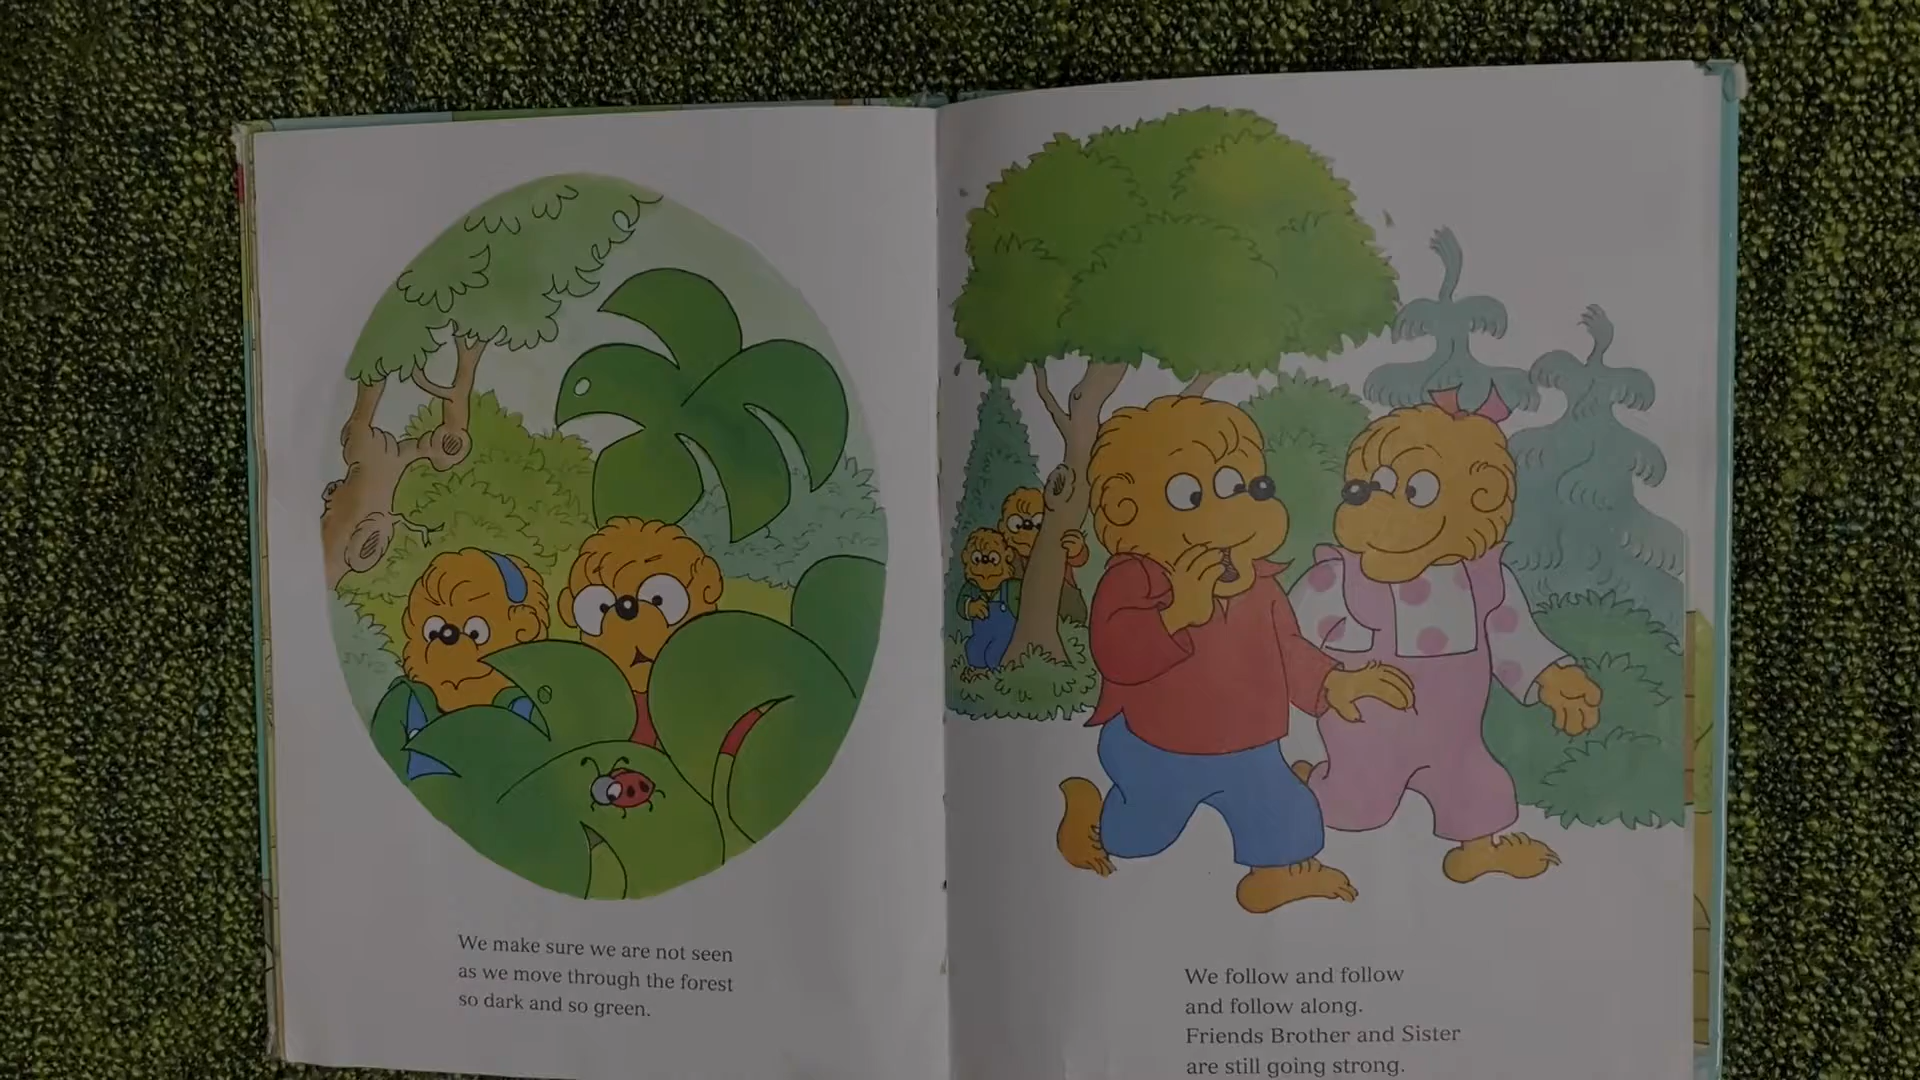 We make sure we are not seen
as we move through the forest
so dark and so green.
We follow and follow
and follow along.
Friends Brother and Sister
are still going strong.